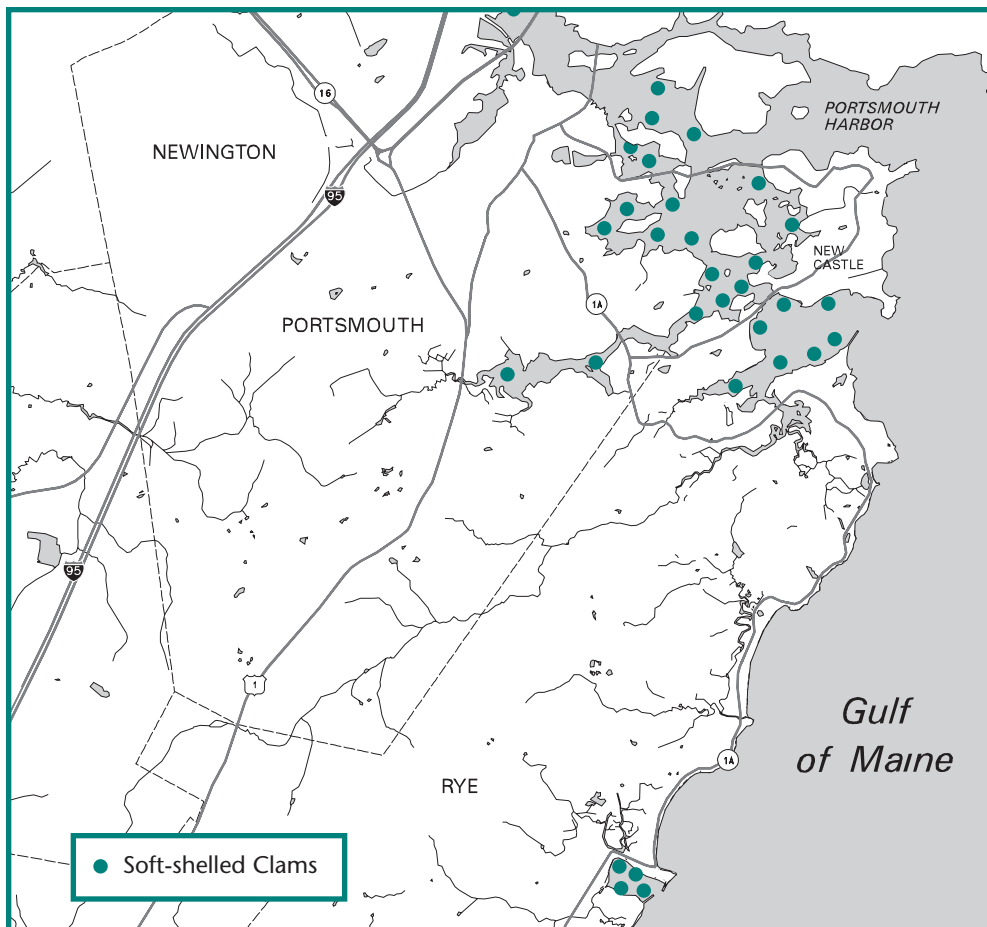 16
PORTSMOUTH
HARBOR
NEWINGTON
95
NEW
CASTLE
1A
PORTSMOUTH
95
1
Gulf
of Maine
1A
RYE
Soft-shelled Clams